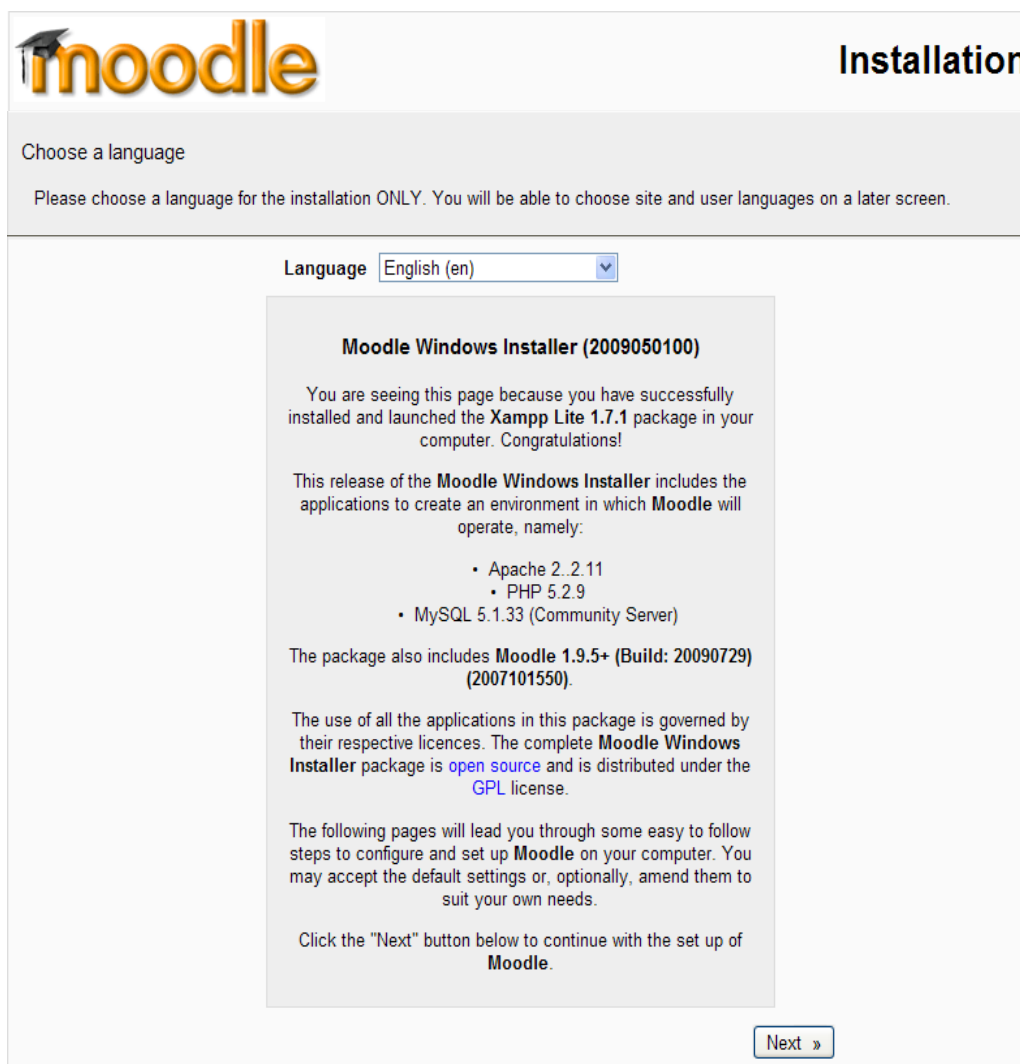 moodle
Installation
Choose a language
Please choose a language for the installation ONLY. You will be able to choose site and user languages on a later screen.
Language English (en)
Moodle Windows Installer (2009050100)
You are seeing this page because you have successfully
installed and launched the Xampp Lite 1.7.1 package in your
computer. Congratulations!
This release of the Moodle Windows Installer includes the
applications to create an environment in which Moodle will
operate, namely:
• Apache 2..2.11
• PHP 5.2.9
• MySQL 5.1.33 (Community Server)
The package also includes Moodle 1.9.5+ (Build: 20090729)
(2007101550).
The use of all the applications in this package is governed by
their respective licences. The complete Moodle Windows
Installer package is open source and is distributed under the
GPL license.
The following pages will lead you through some easy to follow
steps to configure and set up Moodle on your computer. You
may accept the default settings or, optionally, amend them to
suit your own needs.
Click the "Next" button below to continue with the set up of
Moodle.
Next »